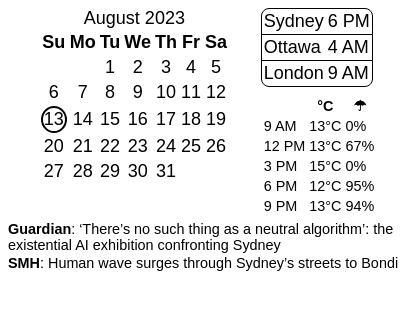 August 2023
Su Mo Tu We Th Fr Sa
1 2 3 4 5
6 7 8 9 10 11 12
13 14 15 16 17 18 19
20 21 22 23 24 25 26
27 28 29 30 31
Sydney 6 PM
Ottawa 4 AM
London 9 AM
°C ☂
9 AM 13°C 0%
12 PM 13°C 67%
3 PM 15°C 0%
6 PM 12°C 95%
9 PM 13°C 94%
Guardian: ‘There’s no such thing as a neutral algorithm’: the
existential AI exhibition confronting Sydney
SMH: Human wave surges through Sydney’s streets to Bondi